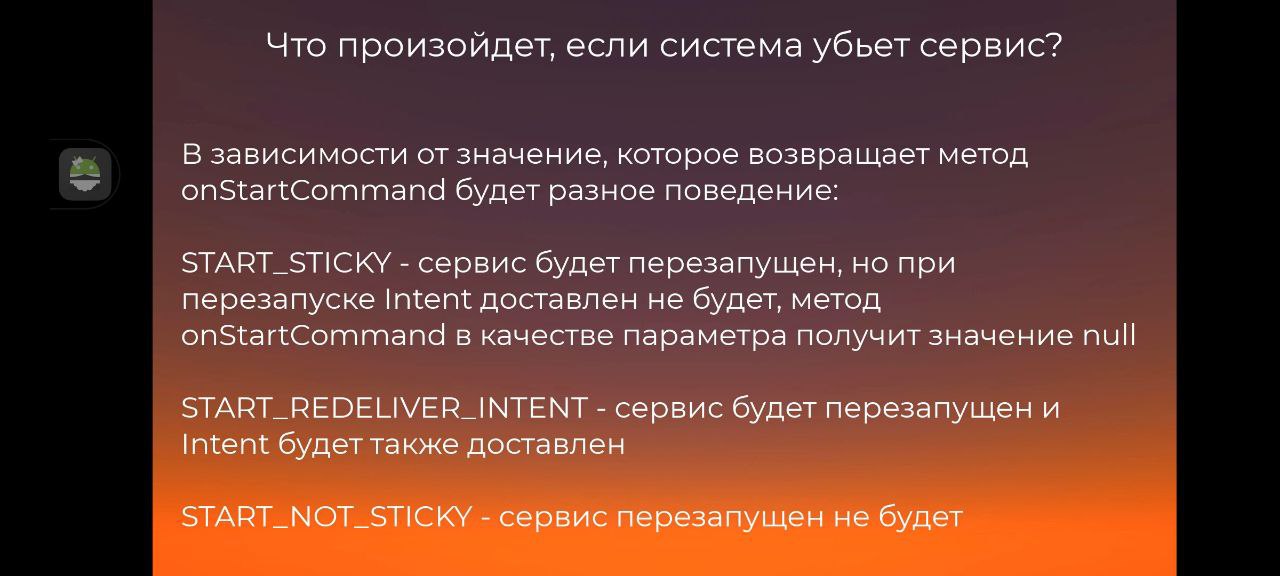 Что произойдет, если система убьет сервис?
В зависимости от значение, которое возвращает метод
onStartCommand будет разное поведение:
START_STICKY - сервис будет перезапущен, но при
перезапуске Intent доставлен не будет, метод
onStartCommand в качестве параметра получит значение null
START_REDELIVER_INTENT - сервис будет перезапущен и
Intent будет также доставлен
START_NOT_STICKY - сервис перезапущен не будет